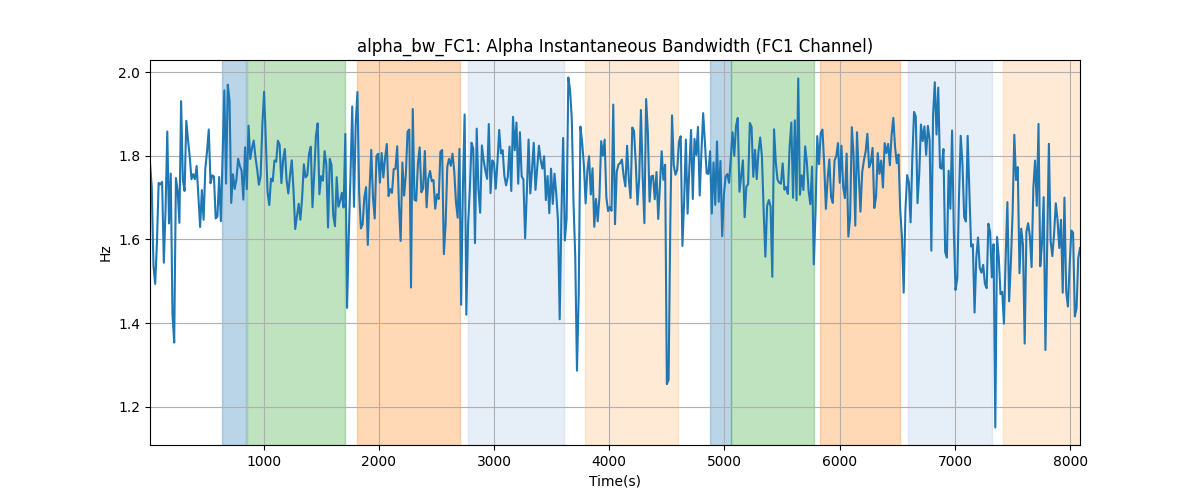 alpha_bw_FC1: Alpha Instantaneous Bandwidth (FC1 Channel)
2.0
1.8
1.6
1.4
1.2
Hz
1000 2000 3000 4000 5000 6000 7000 8000
Time(s)